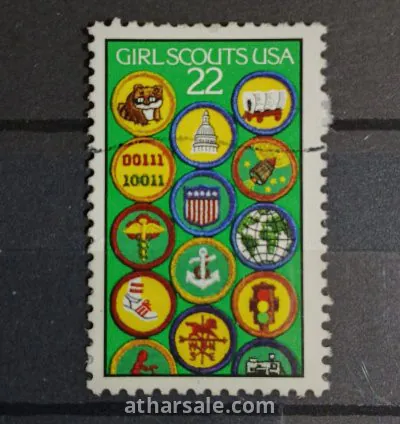 GIRL SCOUTS USA
22
00111
10011
atharsale.com